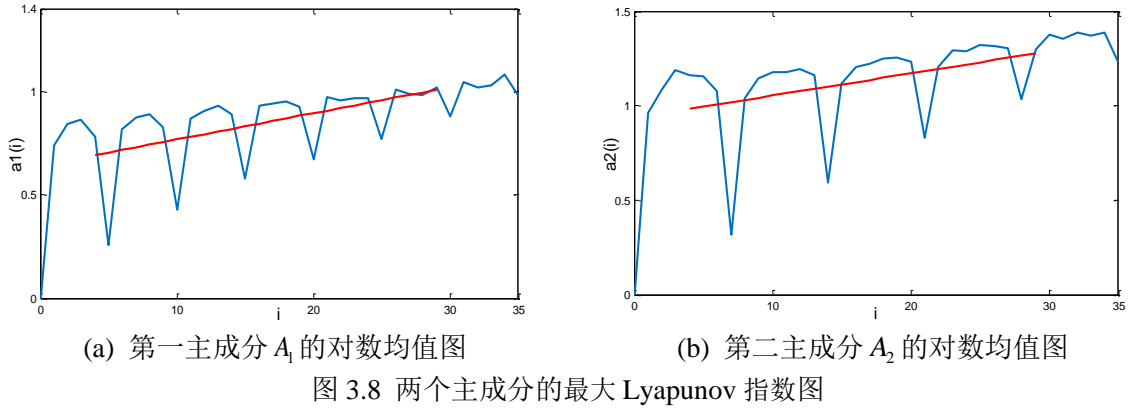 1.4
1
0.5
0
a1(i)
0 10 20 30 35
i
(a) 第一主成分 A₁ 的对数均值图
1.5
1
0.5
0
a2(i)
0 10 20 30 35
i
(b) 第二主成分 A₂ 的对数均值图
图 3.8 两个主成分的最大 Lyapunov 指数图